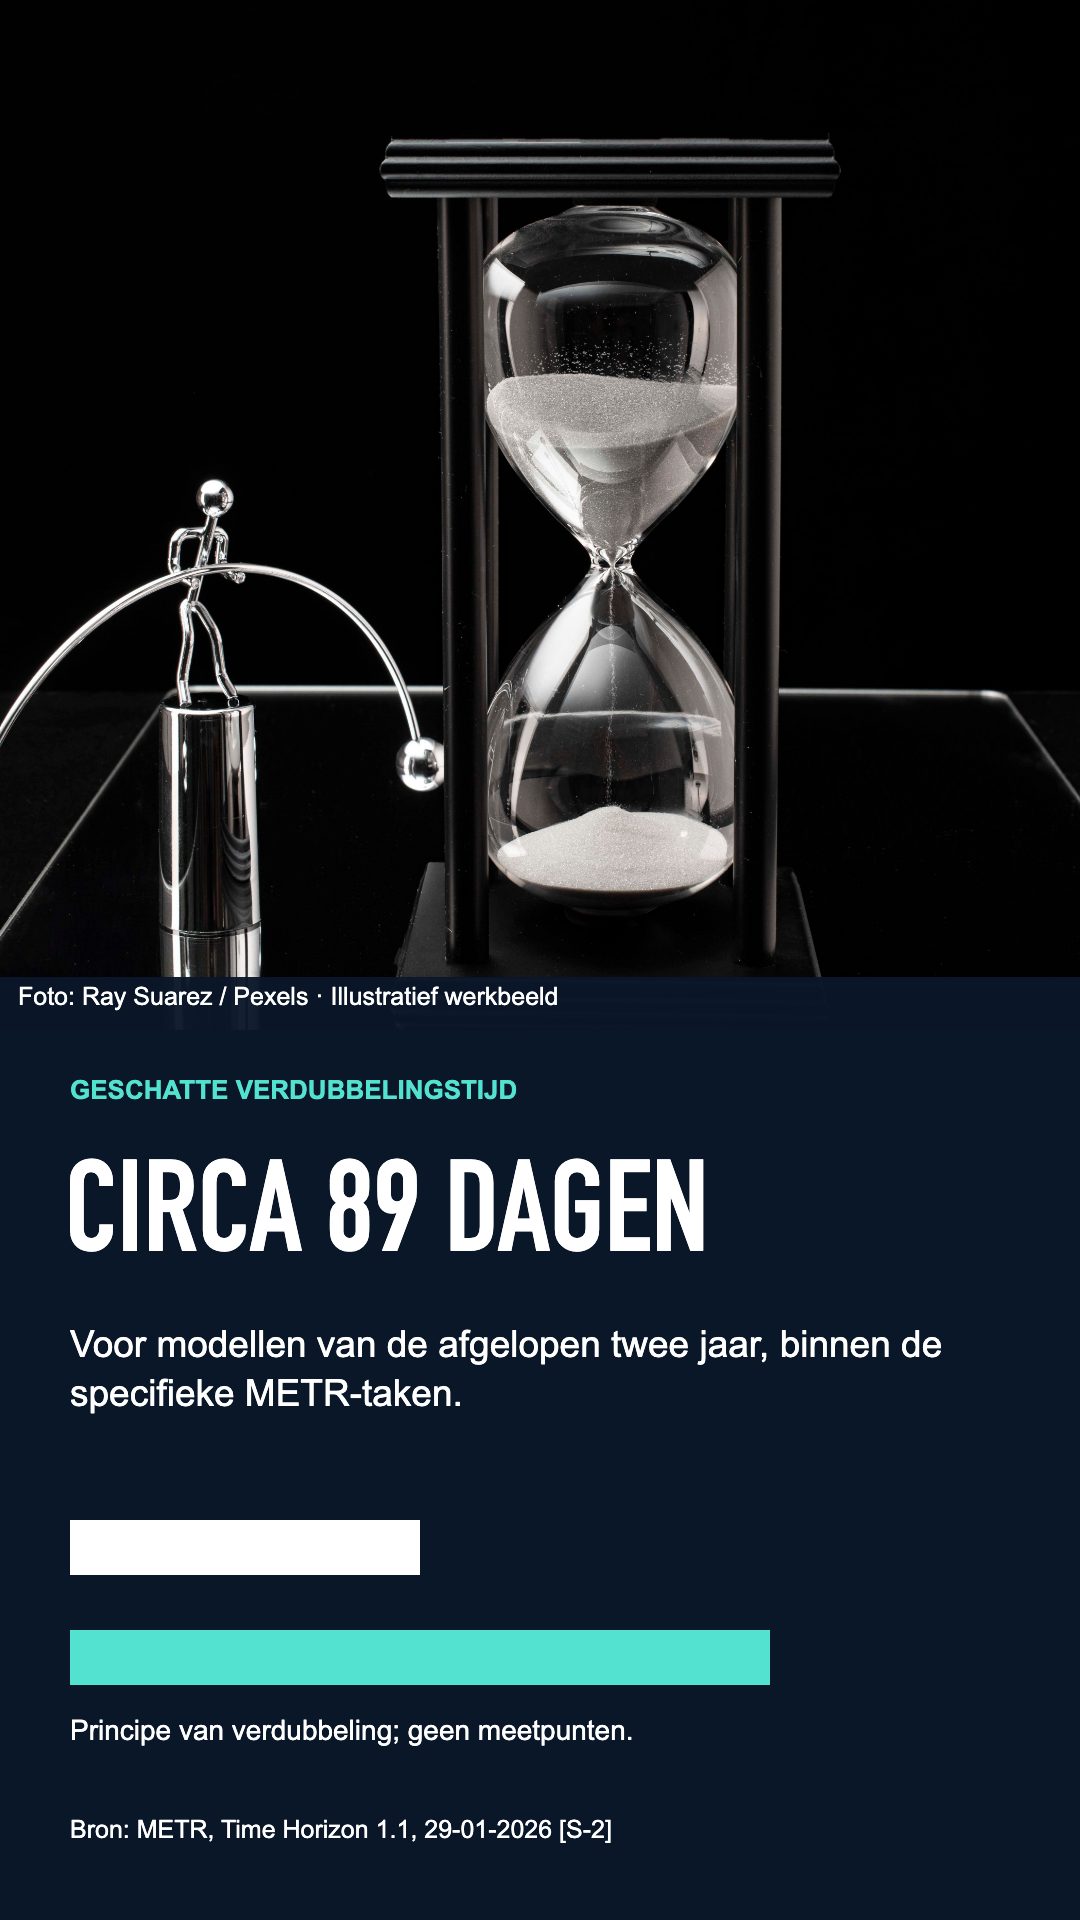 Foto: Ray Suarez / Pexels · Illustratief werkbeeld
GESCHATTE VERDUBBELINGSTIJD
CIRCA 89 DAGEN
Voor modellen van de afgelopen twee jaar, binnen de
specifieke METR-taken.
Principe van verdubbeling; geen meetpunten.
Bron: METR, Time Horizon 1.1, 29-01-2026 [S-2]